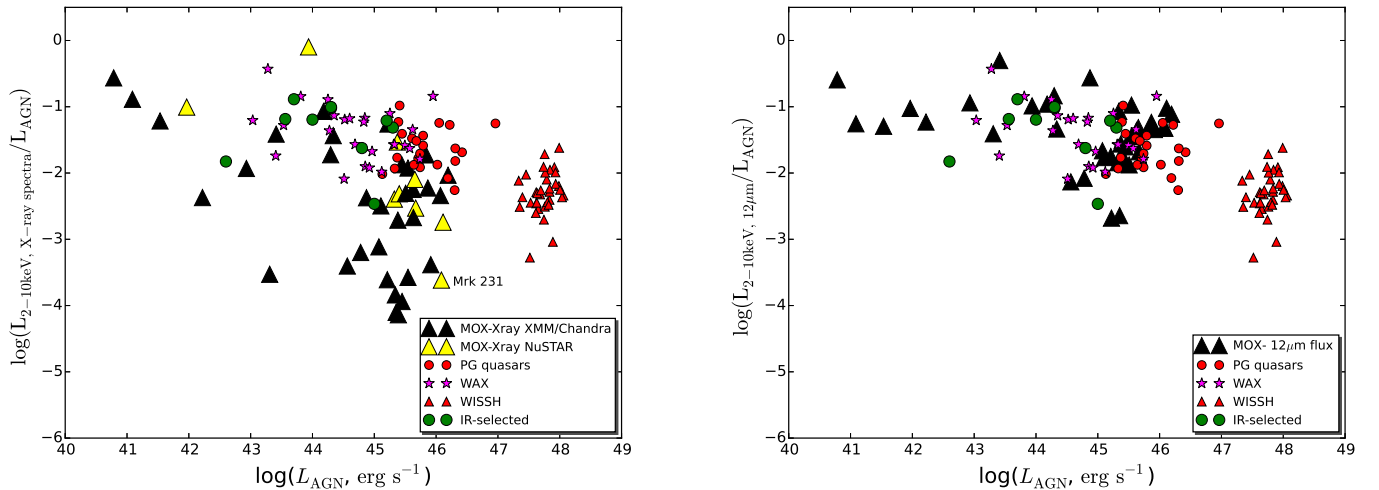 log(L2−10keV, X−ray spectra/LAGN)
0
−1
−2
−3
−4
−5
−6
40
41
42
43
44
45
46
47
48
49
log(LAGN, erg s−1)
Mrk 231
MOX-Xray XMM/Chandra
MOX-Xray NuSTAR
PG quasars
WAX
WISSH
IR-selected
log(L2−10keV, 12μm/LAGN)
0
−1
−2
−3
−4
−5
−6
40
41
42
43
44
45
46
47
48
49
log(LAGN, erg s−1)
MOX- 12μm flux
PG quasars
WAX
WISSH
IR-selected